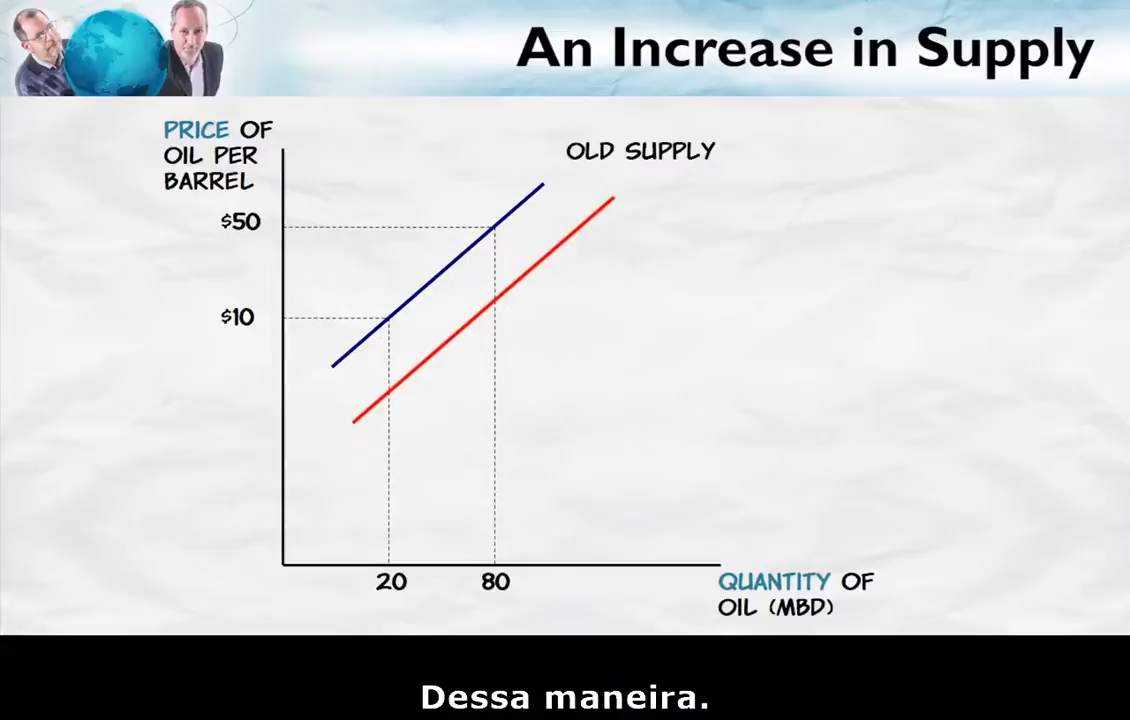 An Increase in Supply
PRICE OF
OIL PER
BARREL
OLD SUPPLY
$50
$10
20
80
QUANTITY OF
OIL (MBD)
Dessa maneira.